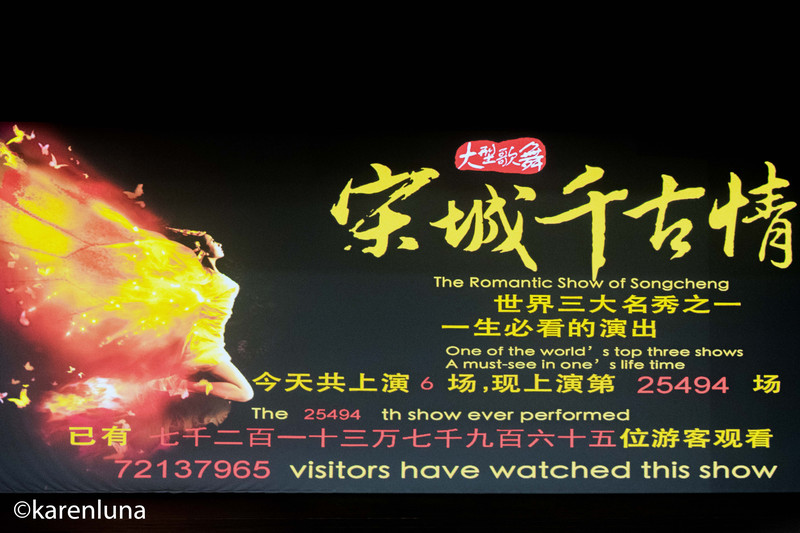 大型歌舞
宋城千古情
The Romantic Show of Songcheng
世界三大名秀之一
一生必看的演出
One of the world's top three shows
A must-see in one's life time
今天共上演 6 场,现上演第 25494 场
The 25494 th show ever performed
已有 七千二百一十三万七千九百六十五位游客观看
72137965 visitors have watched this show
©karenluna